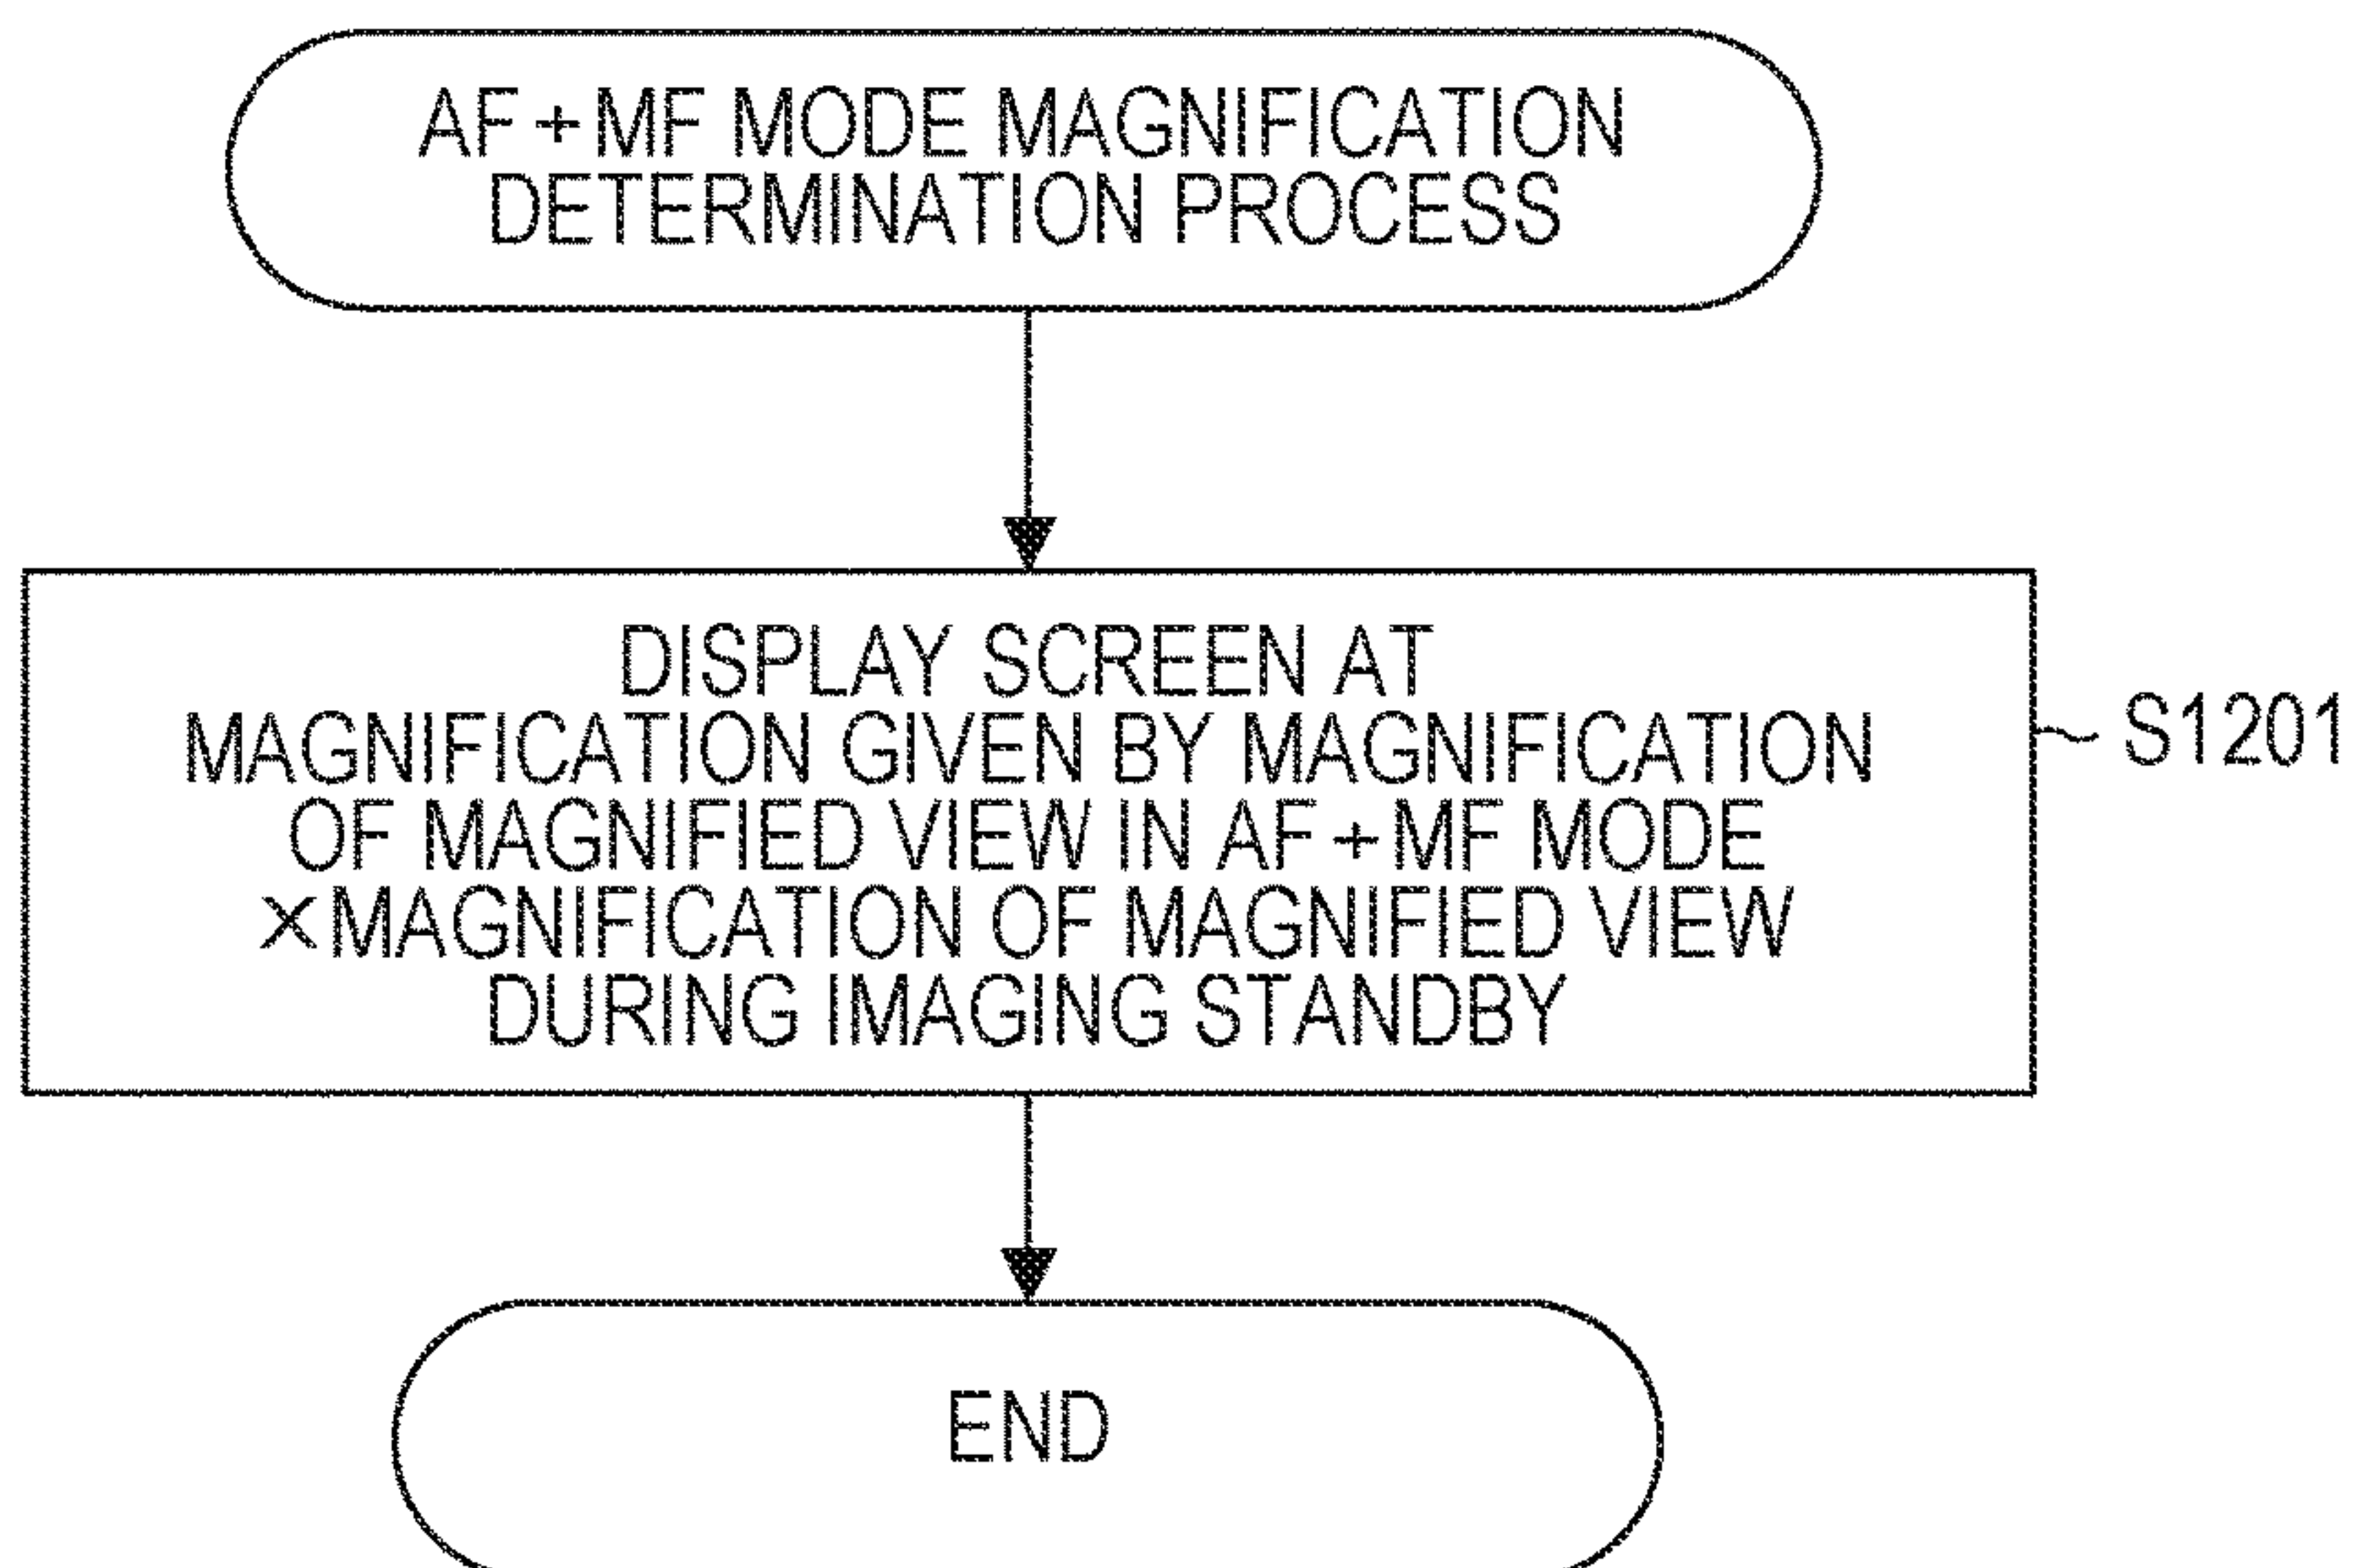 AF+MF MODE MAGNIFICATION
DETERMINATION PROCESS
DISPLAY SCREEN AT
MAGNIFICATION GIVEN BY MAGNIFICATION
OF MAGNIFIED VIEW IN AF+MF MODE
×MAGNIFICATION OF MAGNIFIED VIEW
DURING IMAGING STANDBY
S1201
END